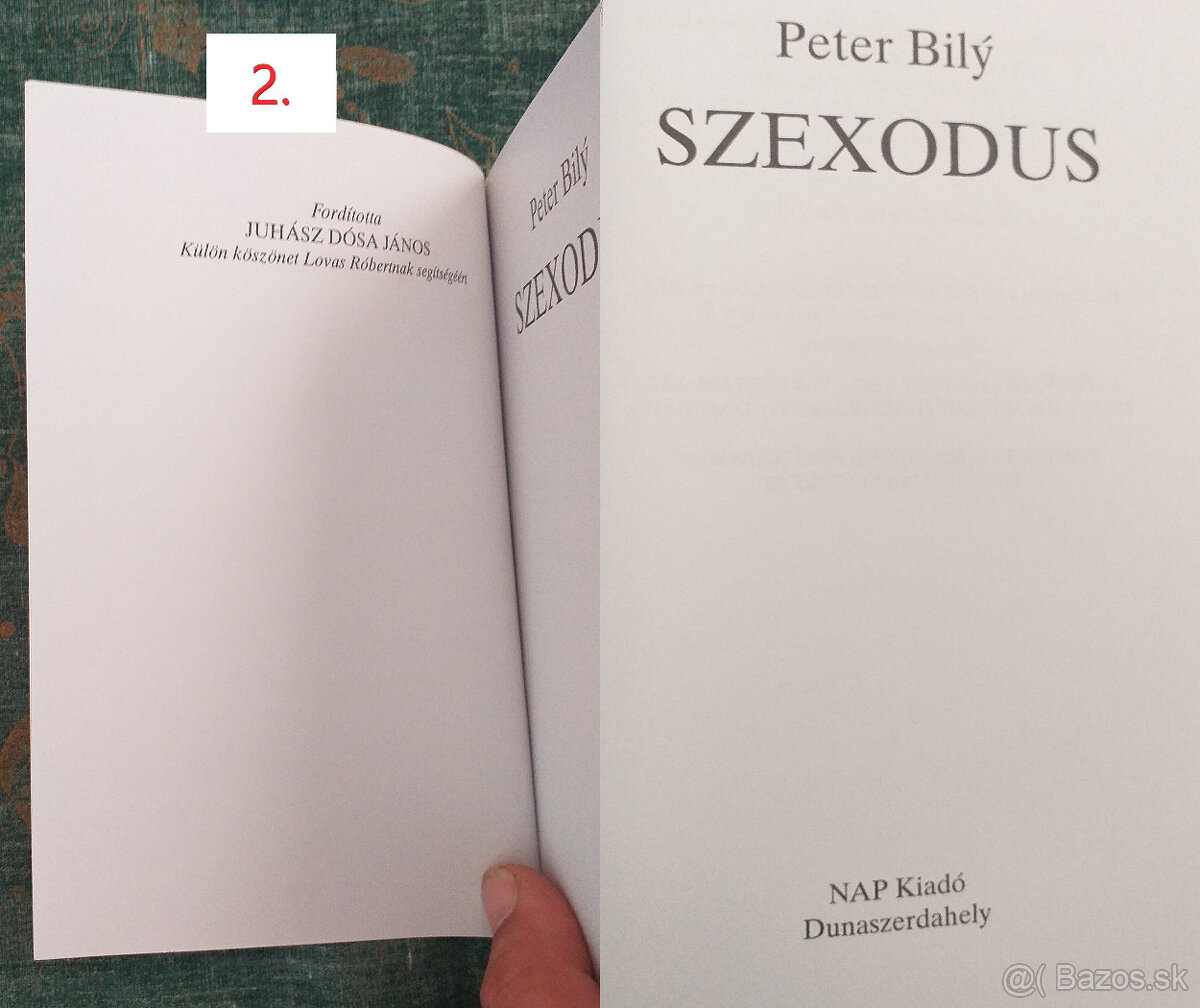 2.
Fordította
JUHÁSZ DÓSA JÁNOS
Külön köszönet Lovas Róbertnak segítségéén
Peter Bilý
SZEXOD
Peter Bilý
SZEXODUS
NAP Kiadó
Dunaszerdahely
@( Bazos.sk